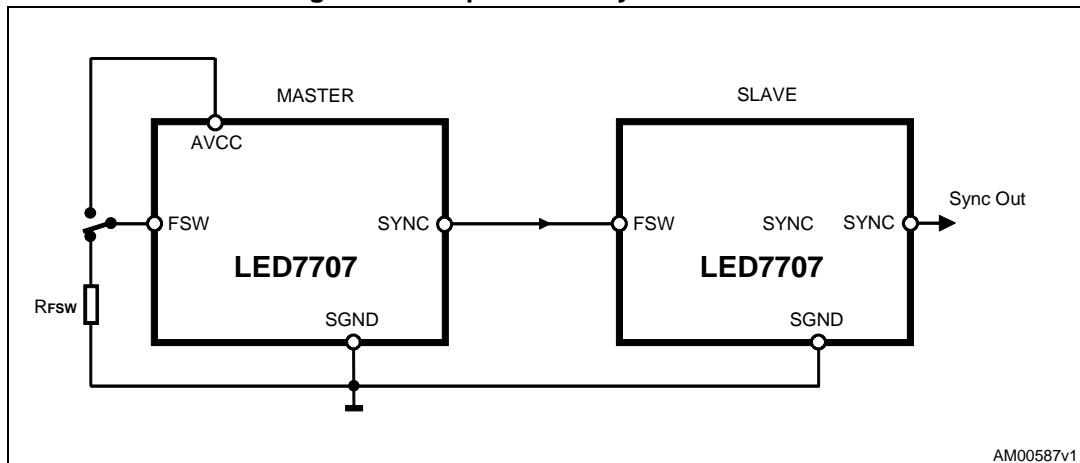 MASTER
SLAVE
AVCC
FSW
SYNC
FSW
SYNC
SYNC
Sync Out
LED7707
LED7707
RFSW
SGND
SGND
AM00587v1